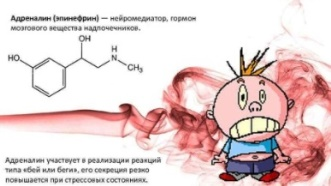 Адреналин (эпинефрин) — нейромедиатор, гормон
мозгового вещества надпочечников.
OH
HO
N
H
CH₃
Адреналин участвует в реализации реакций
типа «бей или беги», его секреция резко
повышается при стрессовых состояниях.